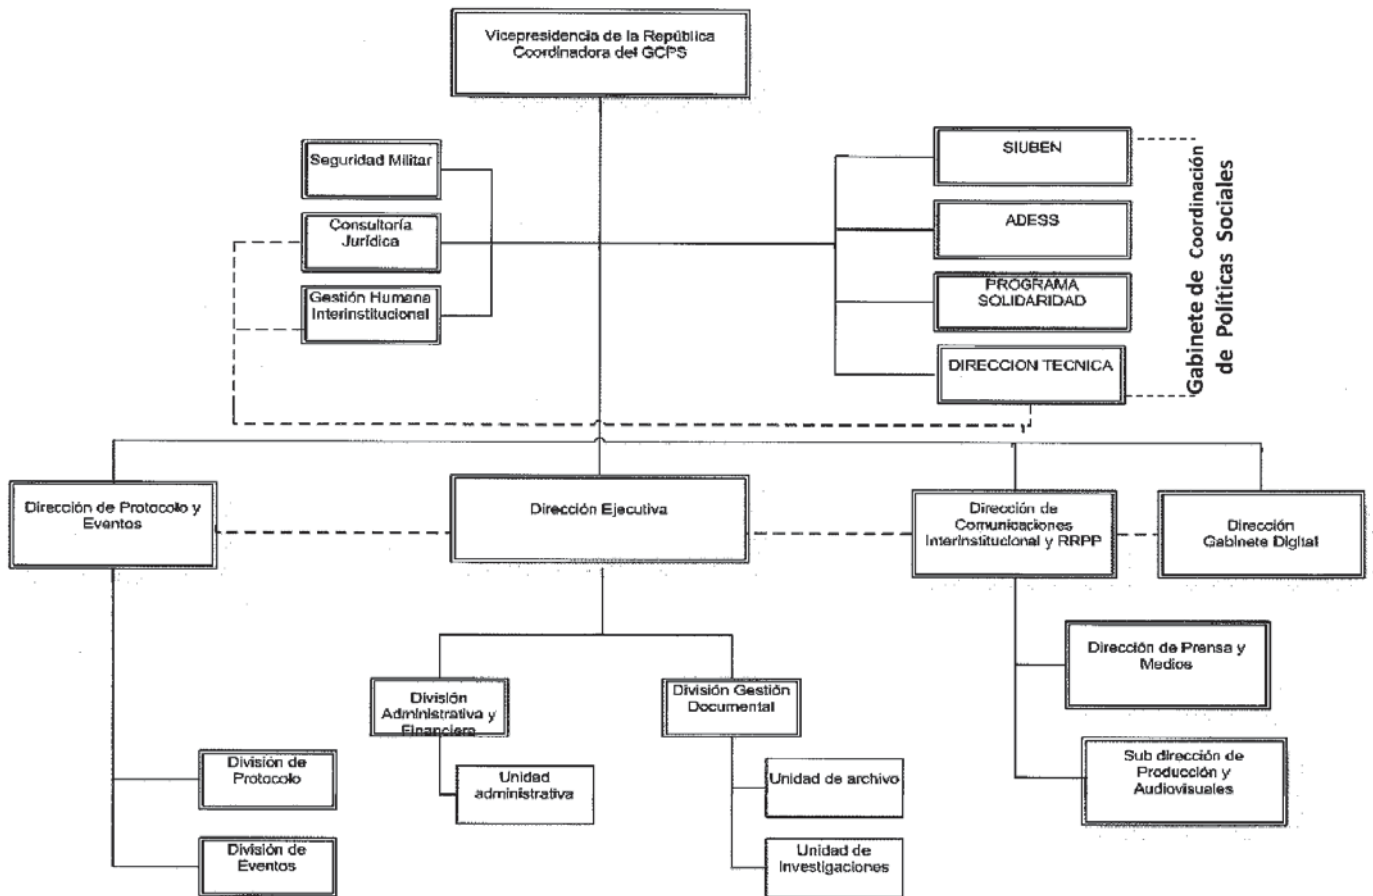 Vicepresidencia de la República
Coordinadora del GCPS
Seguridad Militar
Consultoría
Jurídica
Gestión Humana
Interinstitucional
SIUBEN
ADESS
PROGRAMA
SOLIDARIDAD
DIRECCION TECNICA
Gabinete de Coordinación
de Políticas Sociales
Dirección de Protocolo y
Eventos
Dirección Ejecutiva
Dirección de
Comunicaciones
Interinstitucional y RRPP
Dirección
Gabinete Digital
División
Administrativa y
Financiera
División Gestión
Documental
Dirección de Prensa y
Medios
División de
Protocolo
Unidad
administrativa
Unidad de archivo
Sub dirección de
Producción y
Audiovisuales
División de
Eventos
Unidad de
Investigaciones